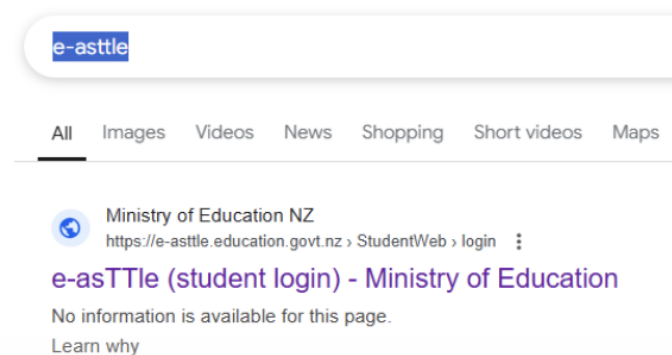 e-asttle
All Images Videos News Shopping Short videos Maps
Ministry of Education NZ
https://e-asttle.education.govt.nz › StudentWeb › login
e-asTTle (student login) - Ministry of Education
No information is available for this page.
Learn why